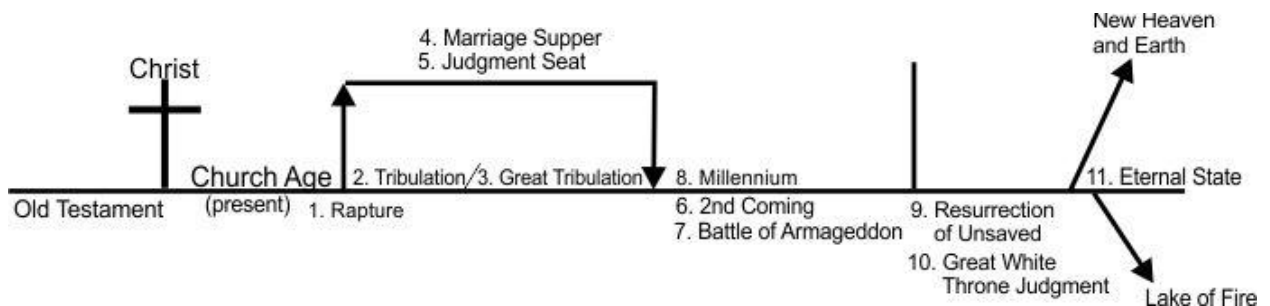 New Heaven
and Earth
4. Marriage Supper
5. Judgment Seat
Christ
Church Age
(present)
2. Tribulation/3. Great Tribulation
8. Millennium
11. Eternal State
Old Testament
1. Rapture
6. 2nd Coming
7. Battle of Armageddon
9. Resurrection
of Unsaved
10. Great White
Throne Judgment
Lake of Fire